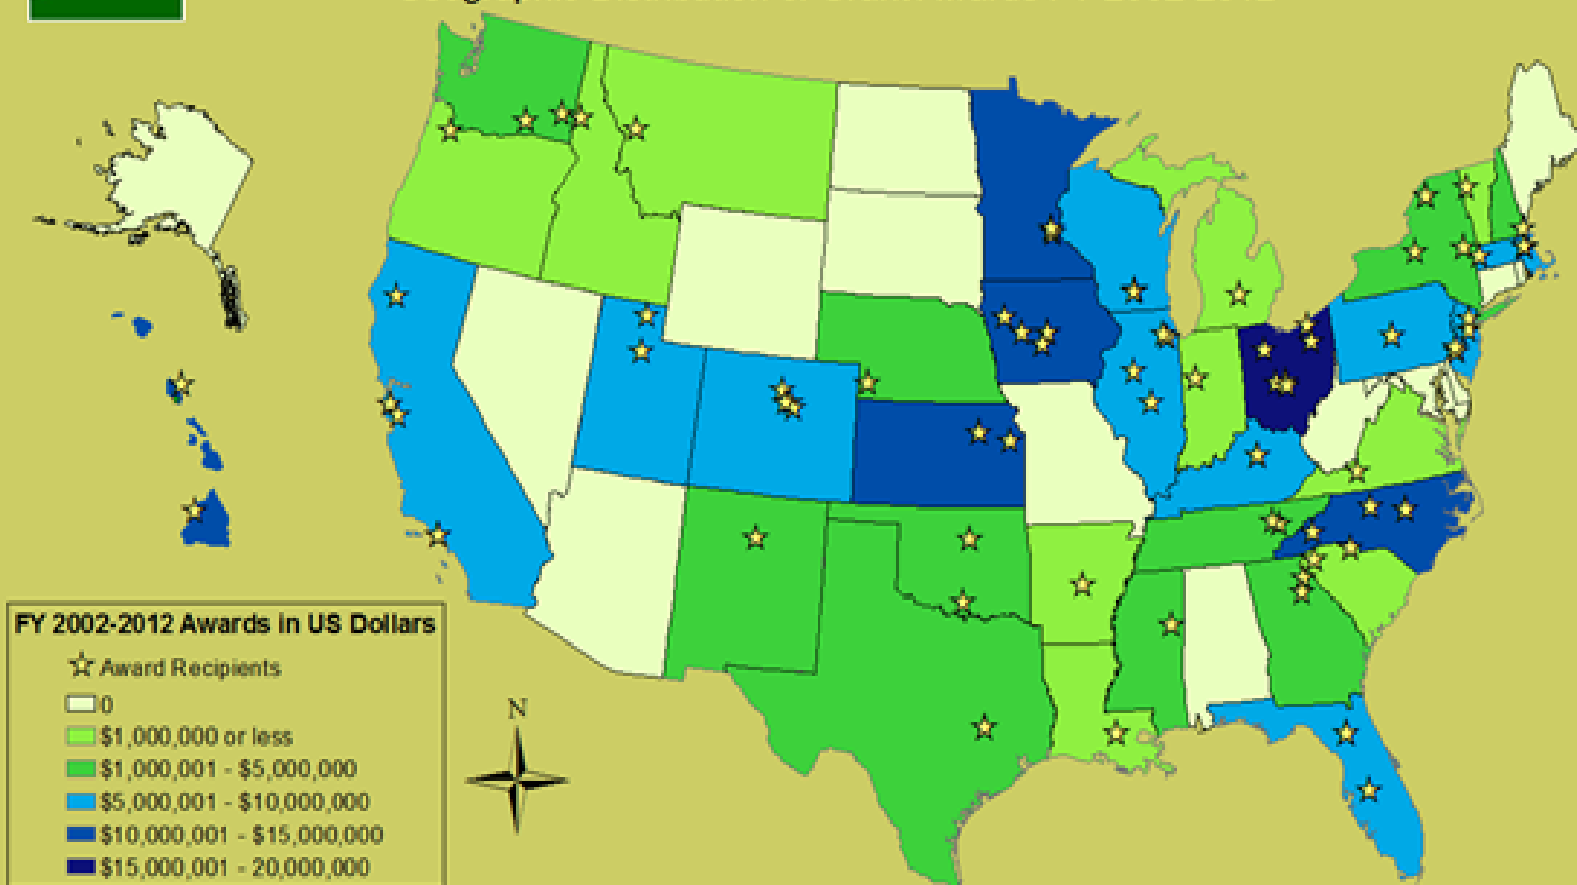 FY 2002-2012 Awards in US Dollars
Award Recipients
0
$1,000,000 or less
$1,000,001 - $5,000,000
$5,000,001 - $10,000,000
$10,000,001 - $15,000,000
$15,000,001 - 20,000,000
N